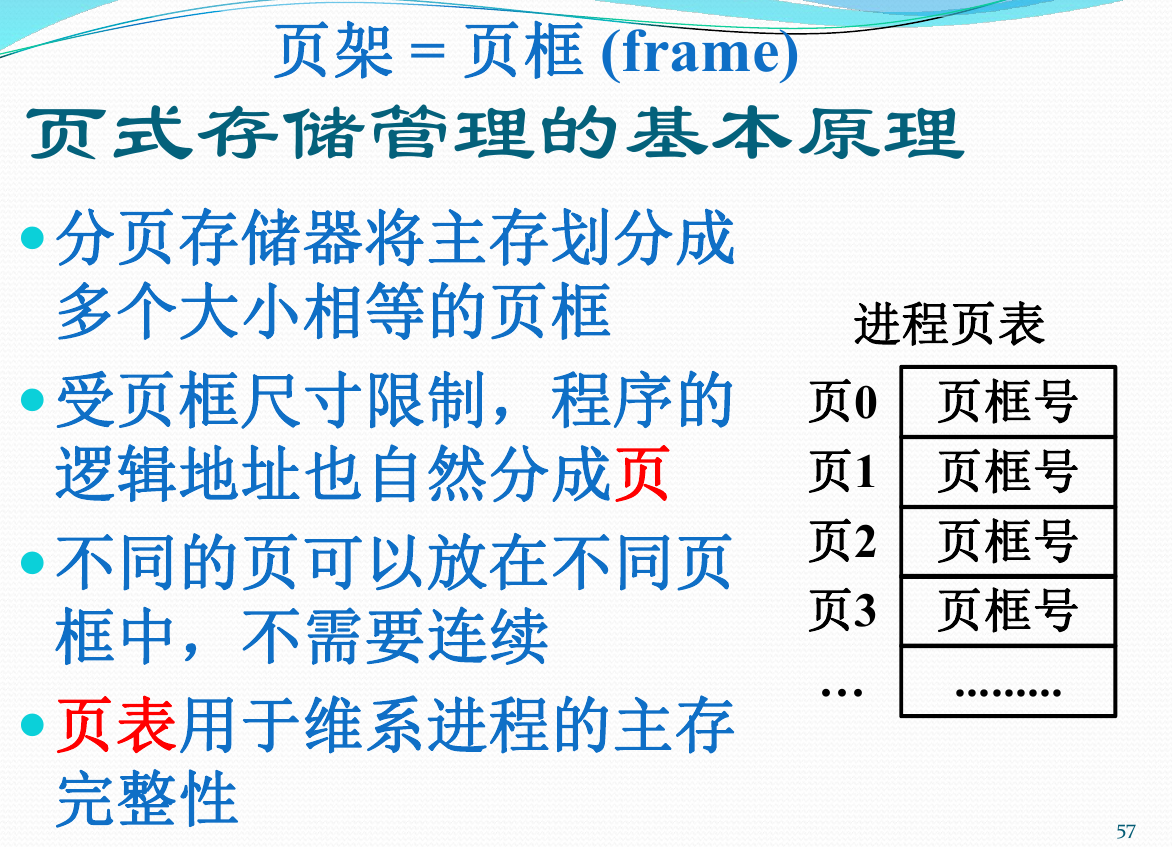 页架 = 页框 (frame)
页式存储管理的基本原理
•分页存储器将主存划分成
多个大小相等的页框
•受页框尺寸限制，程序的
逻辑地址也自然分成页
•不同的页可以放在不同页
框中，不需要连续
•页表用于维系进程的主存
完整性
进程页表
页0 页框号
页1 页框号
页2 页框号
页3 页框号
… .........
57